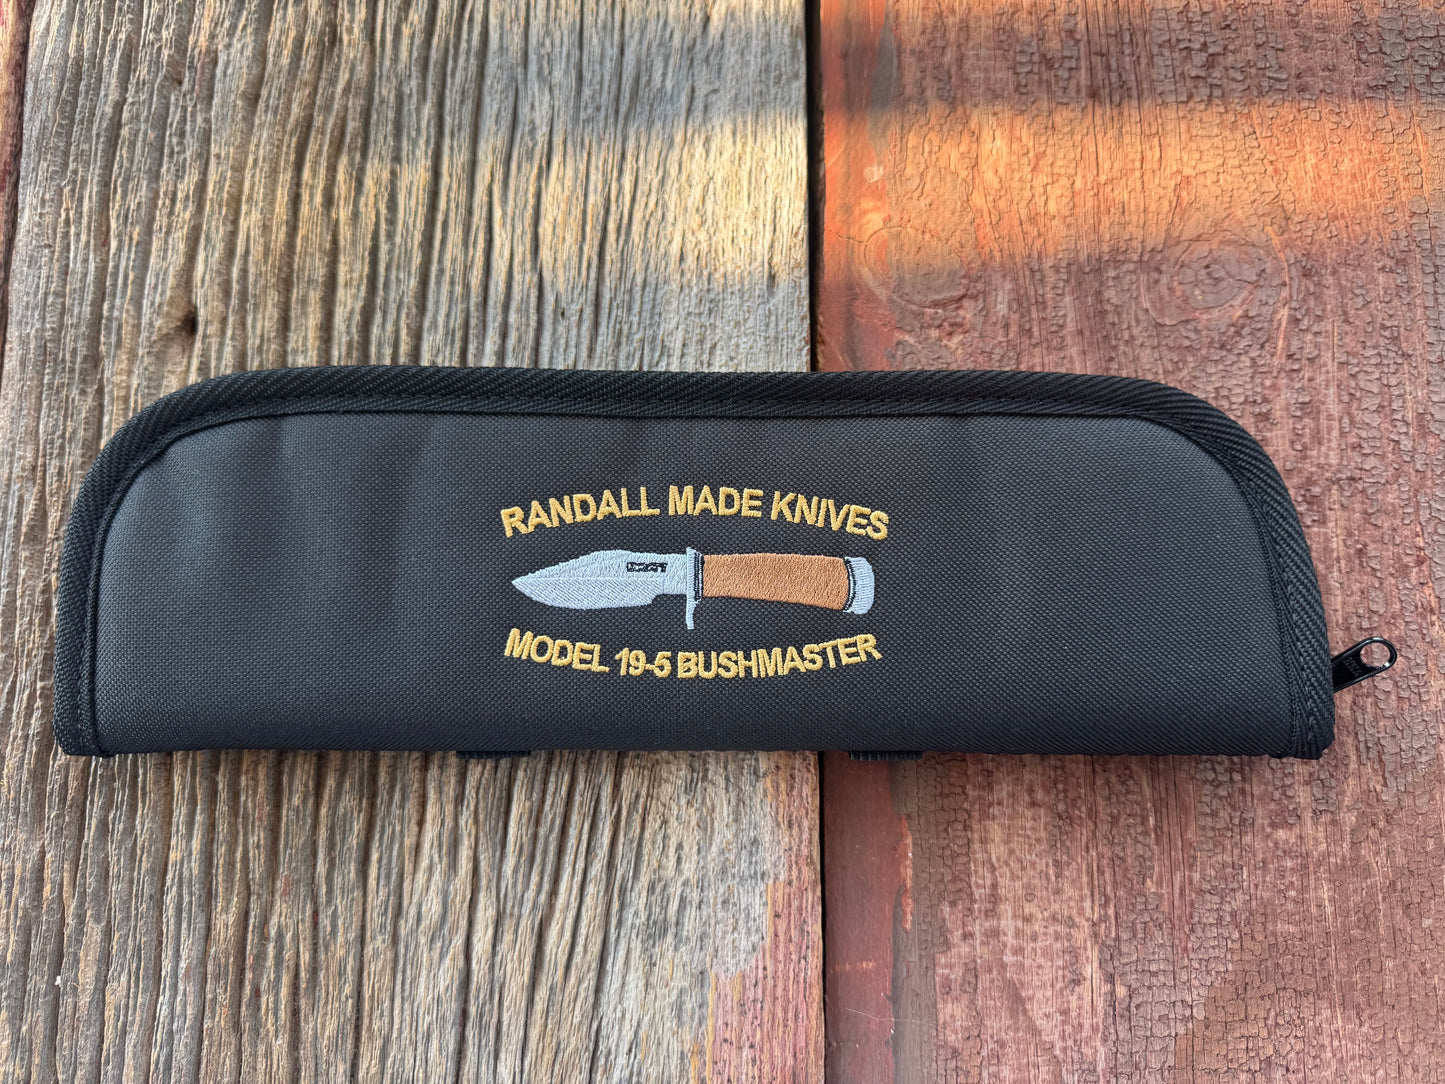 RANDALL MADE KNIVES
MODEL 19-5 BUSHMASTER